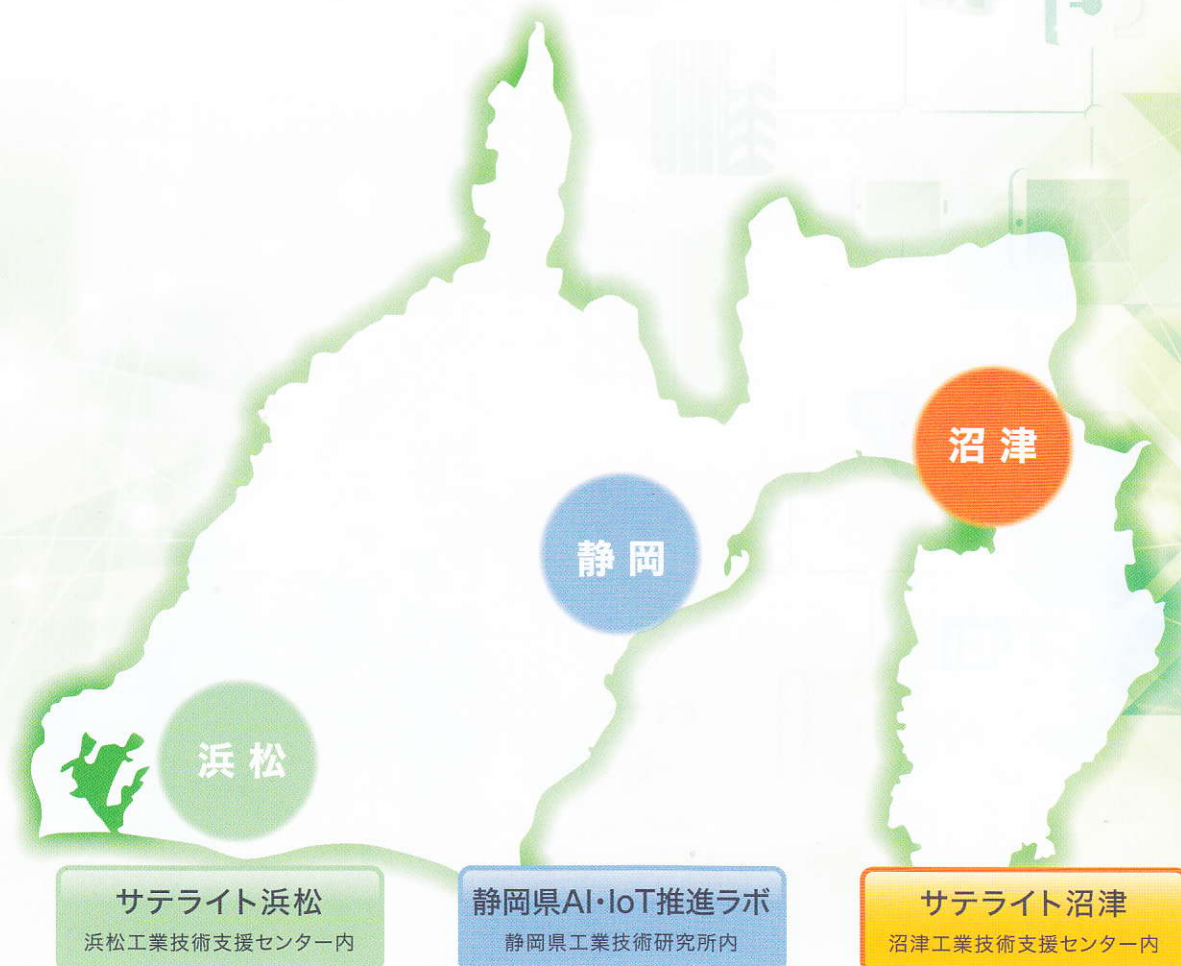 沼津
静岡
浜松
サテライト浜松
浜松工業技術支援センター内
静岡県AI・IoT推進ラボ
静岡県工業技術研究所内
サテライト沼津
沼津工業技術支援センター内